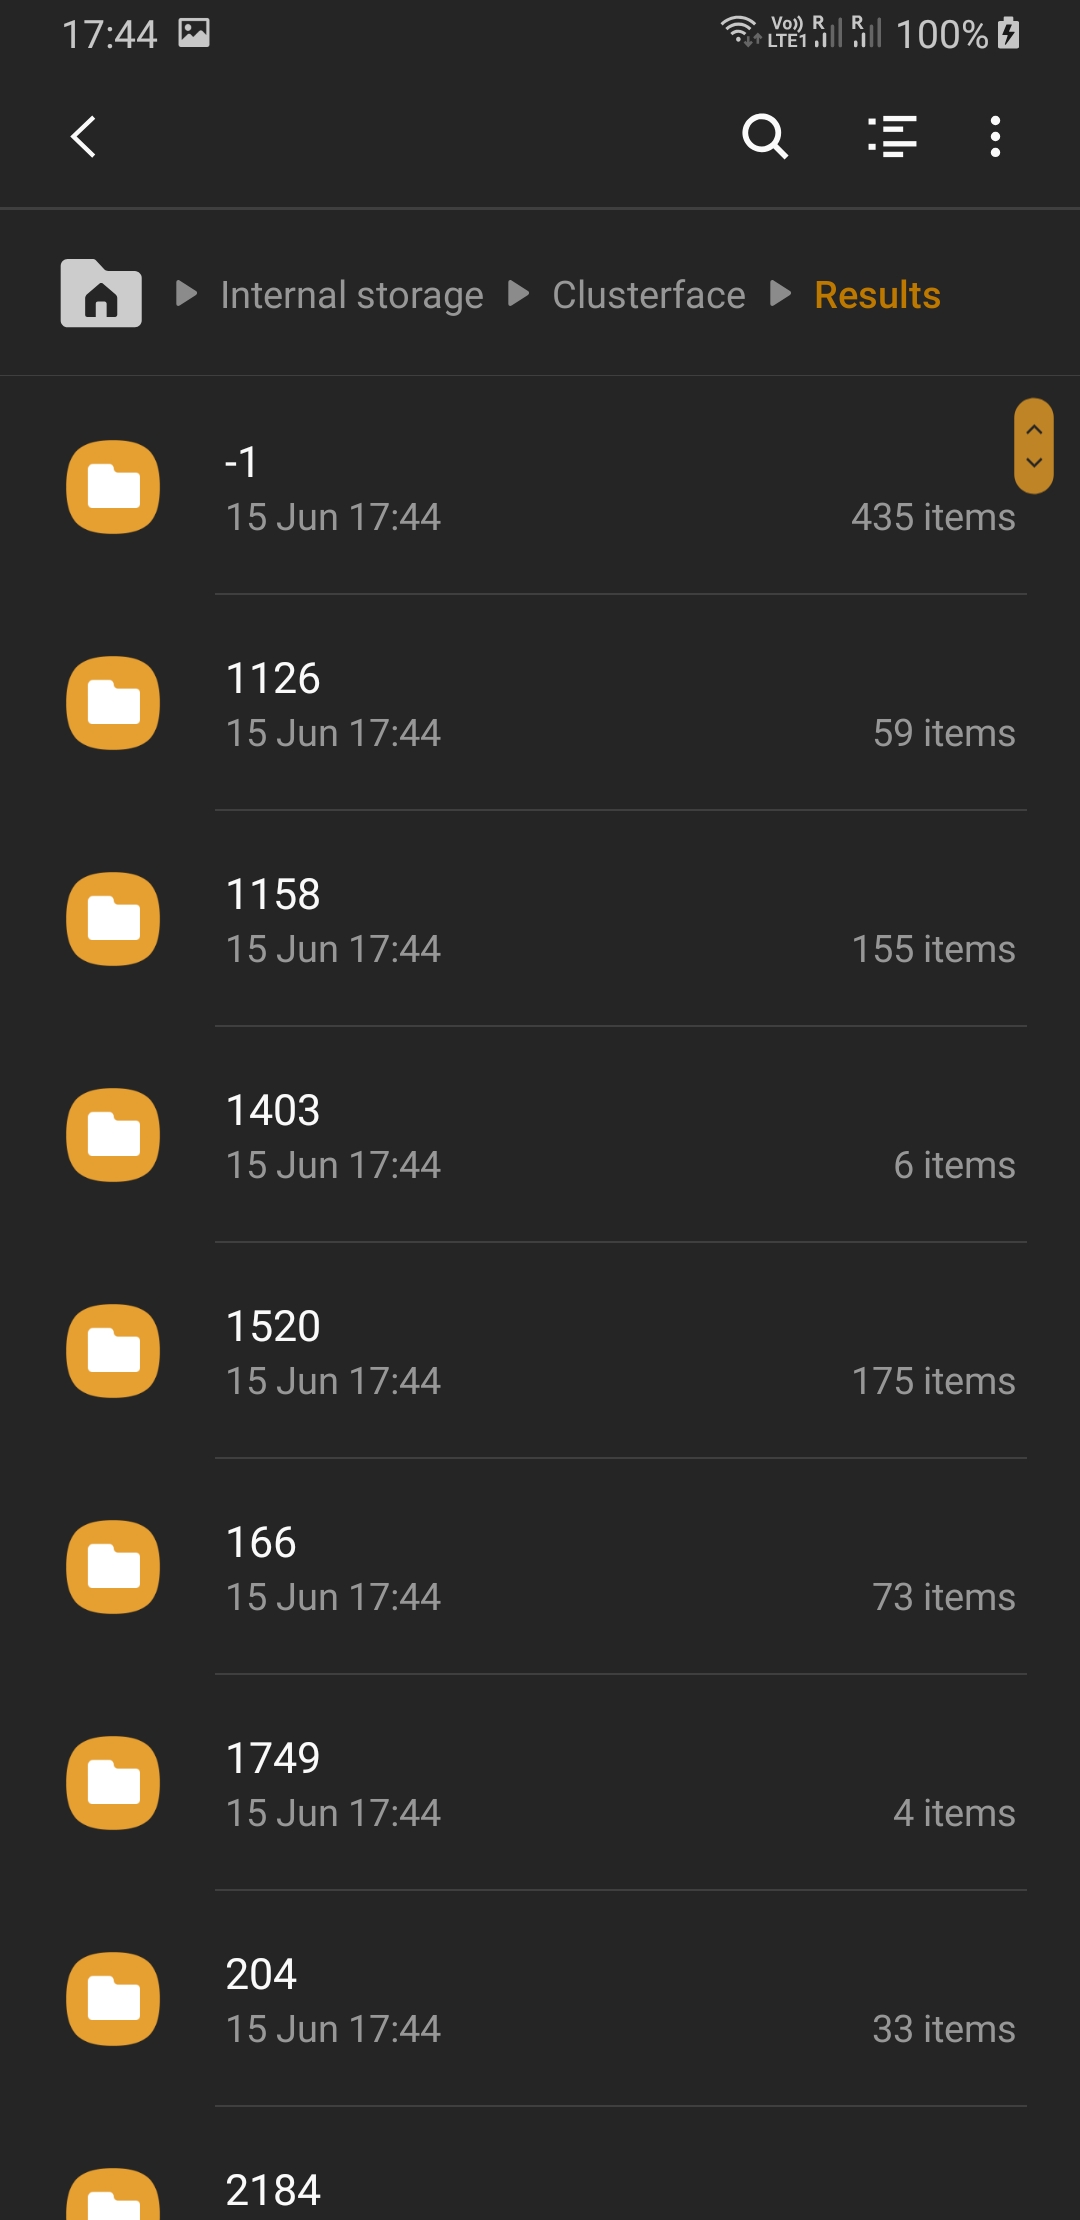 17:44 Vo)) LTE1 R R 100%
Internal storage Clusterface Results
-1
15 Jun 17:44 435 items
1126
15 Jun 17:44 59 items
1158
15 Jun 17:44 155 items
1403
15 Jun 17:44 6 items
1520
15 Jun 17:44 175 items
166
15 Jun 17:44 73 items
1749
15 Jun 17:44 4 items
204
15 Jun 17:44 33 items
2184